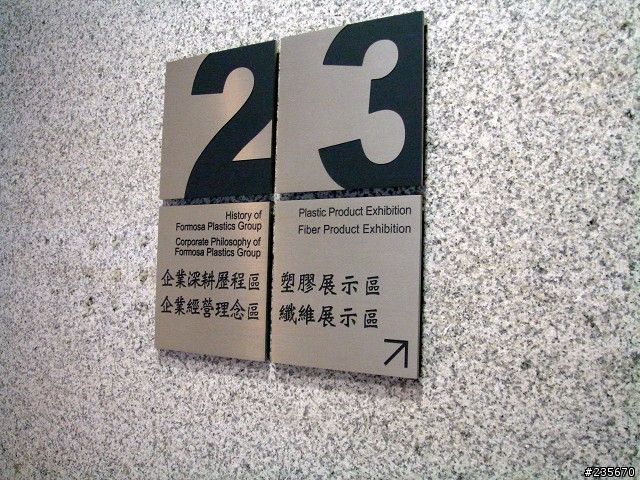 2
History of
Formosa Plastics Group
Corporate Philosophy of
Formosa Plastics Group
企業深耕歷程區
企業經營理念區
3
Plastic Product Exhibition
Fiber Product Exhibition
塑膠展示區
纖維展示區
#235670